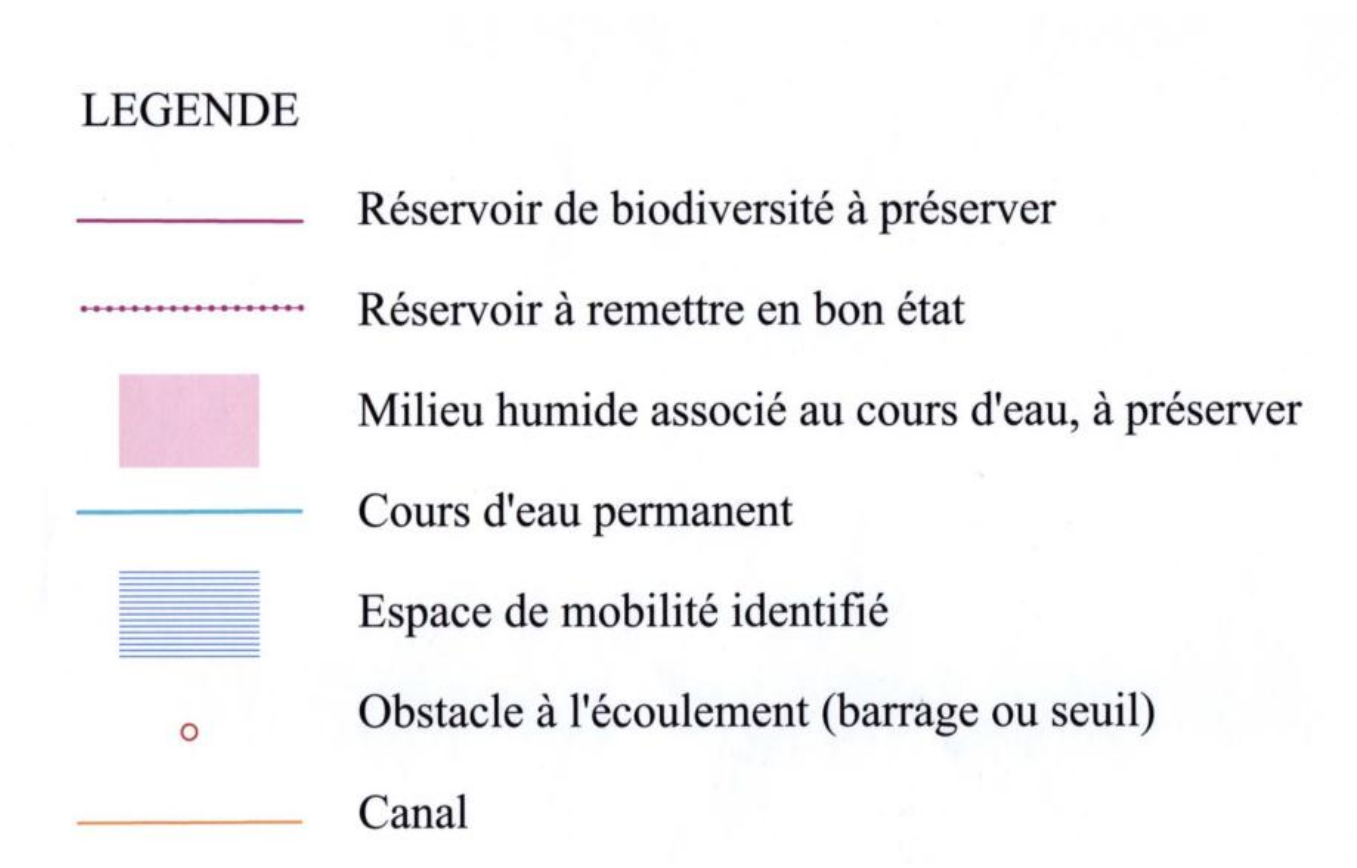 LEGENDE
Réservoir de biodiversité à préserver
Réservoir à remettre en bon état
Milieu humide associé au cours d'eau, à préserver
Cours d'eau permanent
Espace de mobilité identifié
Obstacle à l'écoulement (barrage ou seuil)
Canal